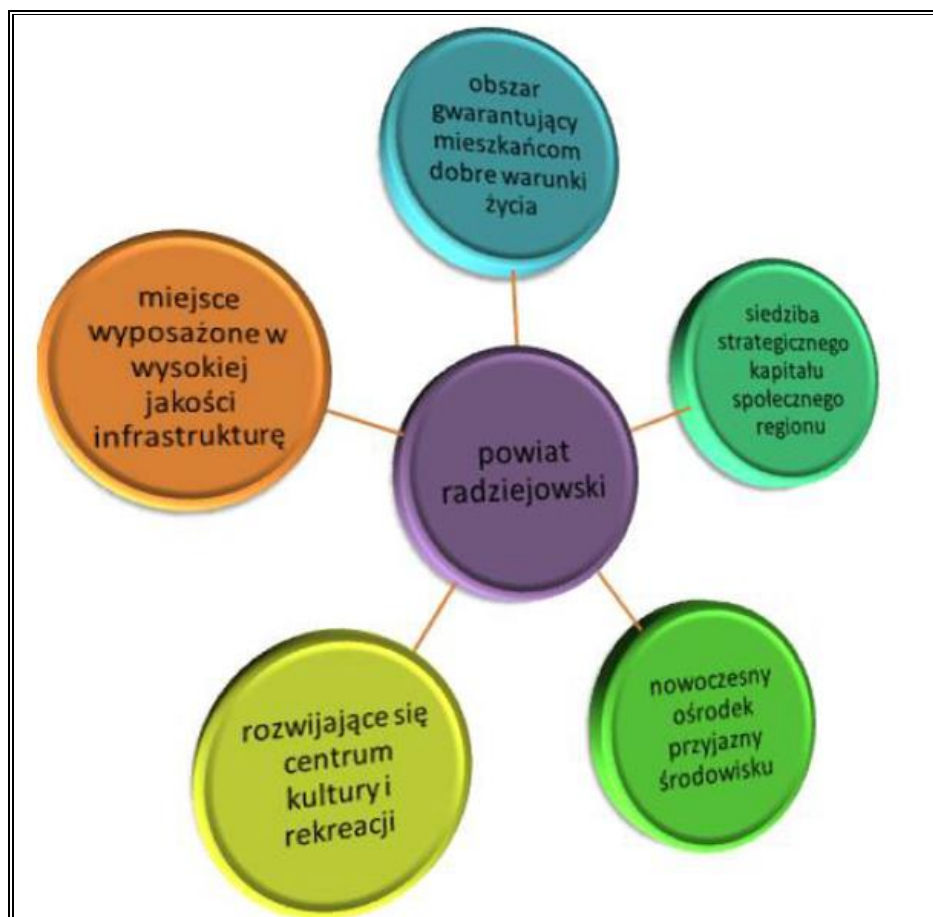 obszar
gwarantujący
mieszkańcom
dobre warunki
życia
miejsce
wyposażone w
wysokiej
jakości
infrastrukturę
siedziba
strategicznego
kapitału
społecznego
regionu
powiat
radziejowski
rozwijające się
centrum
kultury i
rekreacji
nowoczesny
ośrodek
przyjazny
środowisku